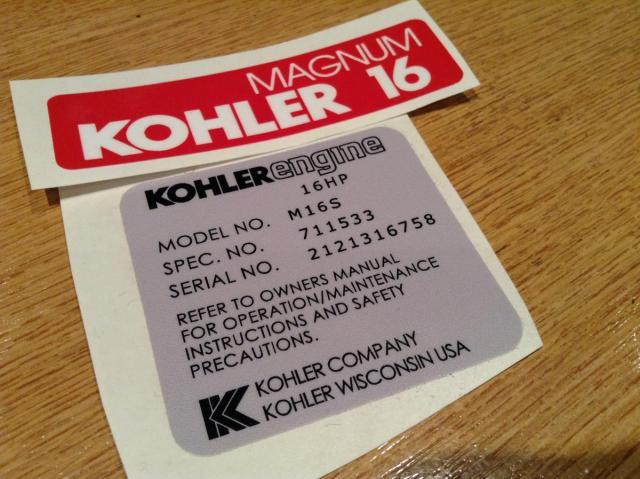 MAGNUM
KOHLER 16
KOHLERengine
16HP
MODEL NO. M16S
SPEC. NO. 711533
SERIAL NO. 2121316758
REFER TO OWNERS MANUAL
FOR OPERATION/MAINTENANCE
INSTRUCTIONS AND SAFETY
PRECAUTIONS.
KOHLER COMPANY
KOHLER WISCONSIN USA